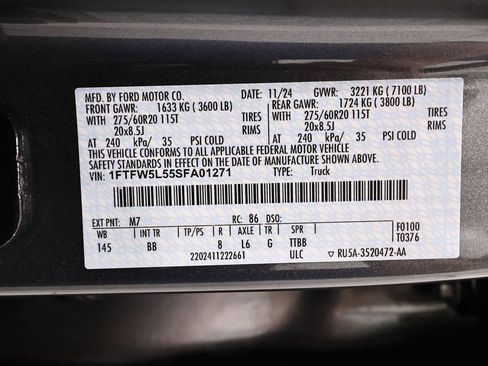 MFD. BY FORD MOTOR CO. 11/24 GVWR: 3221 KG ( 7100 LB)
FRONT GAWR: 1633 KG ( 3600 LB) REAR GAWR: 1724 KG ( 3800 LB)
WITH 275/60R20 115T TIRES WITH 275/60R20 115T TIRES
20x8.5J RIMS 20x8.5J RIMS
AT 240 kPa/ 35 PSI COLD AT 240 kPa/ 35 PSI COLD
THIS VEHICLE CONFORMS TO ALL APPLICABLE FEDERAL MOTOR VEHICLE
SAFETY AND THEFT PREVENTION STANDARDS IN EFFECT ON THE DATE OF
MANUFACTURE SHOWN ABOVE.
VIN: 1FTFW5L55SFA01271 TYPE: Truck
EXT PNT: M7 RC: 86 DSO:
WB INT TR TP/PS R AXLE TR SPR F0100
145 BB 8 L6 G TTBB T0376
2202411222661 ULC ▽ RU5A-3520472-AA